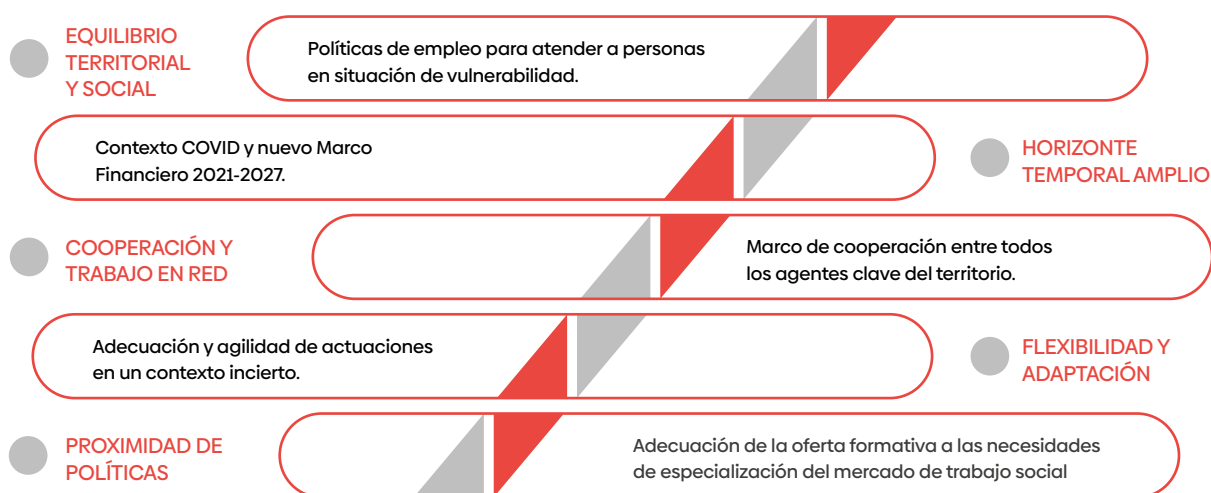 EQUILIBRIO
TERRITORIAL
Y SOCIAL
Políticas de empleo para atender a personas
en situación de vulnerabilidad.
Contexto COVID y nuevo Marco
Financiero 2021-2027.
HORIZONTE
TEMPORAL AMPLIO
COOPERACIÓN Y
TRABAJO EN RED
Marco de cooperación entre todos
los agentes clave del territorio.
Adecuación y agilidad de actuaciones
en un contexto incierto.
FLEXIBILIDAD Y
ADAPTACIÓN
PROXIMIDAD DE
POLÍTICAS
Adecuación de la oferta formativa a las necesidades
de especialización del mercado de trabajo social